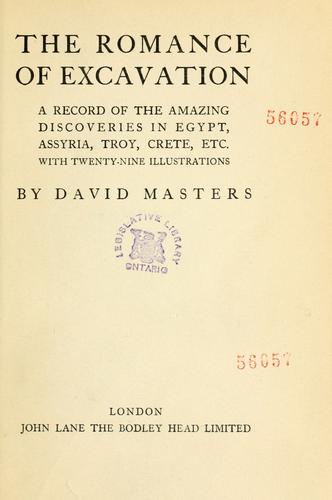 THE ROMANCE
OF EXCAVATION
A RECORD OF THE AMAZING
DISCOVERIES IN EGYPT,
ASSYRIA, TROY, CRETE, ETC.
WITH TWENTY-NINE ILLUSTRATIONS
56057
BY DAVID MASTERS
LEGISLATIVE LIBRARY
ONTARIO
56057
LONDON
JOHN LANE THE BODLEY HEAD LIMITED